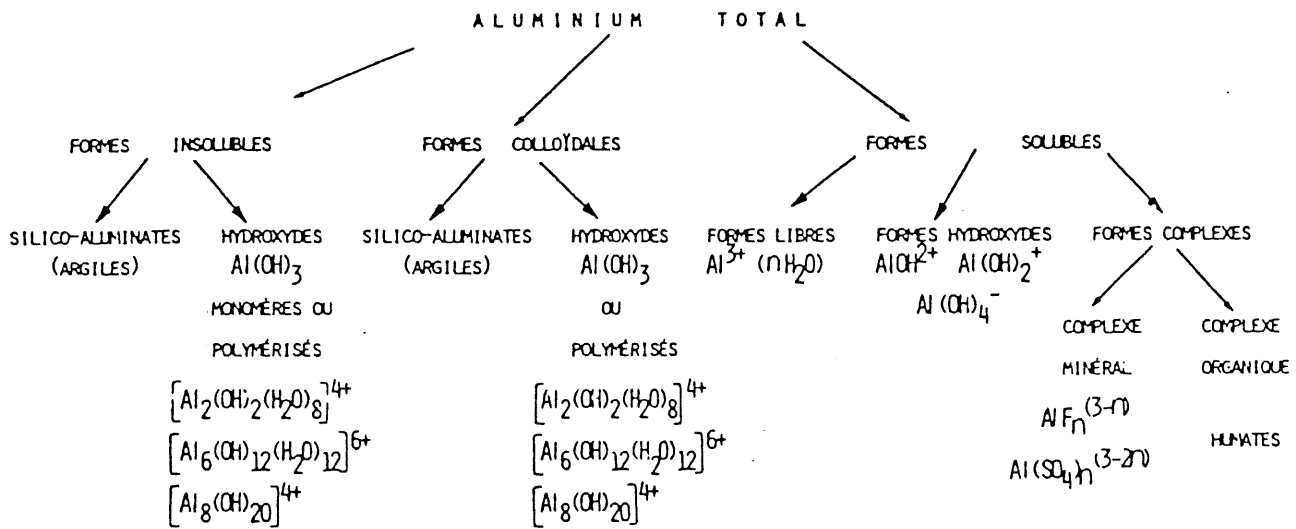 ALUMINIUM TOTAL
FORMES INSOLUBLES FORMES COLLOÏDALES FORMES SOLUBLES
SILICO-ALUMINATES HYDROXYDES SILICO-ALUMINATES HYDROXYDES FORMES LIBRES FORMES HYDROXYDES FORMES COMPLEXES
(ARGILES) Al(OH)₃ (ARGILES) Al(OH)₃ Al³⁺ (nH₂O) AlOH²⁺ Al(OH)₂⁺
MONOMÈRES OU OU Al(OH)₄⁻
POLYMÉRISÉS POLYMÉRISÉS COMPLEXE COMPLEXE
MINÉRAL ORGANIQUE
[Al₂(OH)₂(H₂O)₈]⁴⁺ [Al₂(OH)₂(H₂O)₈]⁴⁺ AlFₙ⁽³⁻ⁿ⁾
[Al₆(OH)₁₂(H₂O)₁₂]⁶⁺ [Al₆(OH)₁₂(H₂O)₁₂]⁶⁺ HUMATES
Al(SO₄)ₙ⁽³⁻²ⁿ⁾
[Al₈(OH)₂₀]⁴⁺ [Al₈(OH)₂₀]⁴⁺